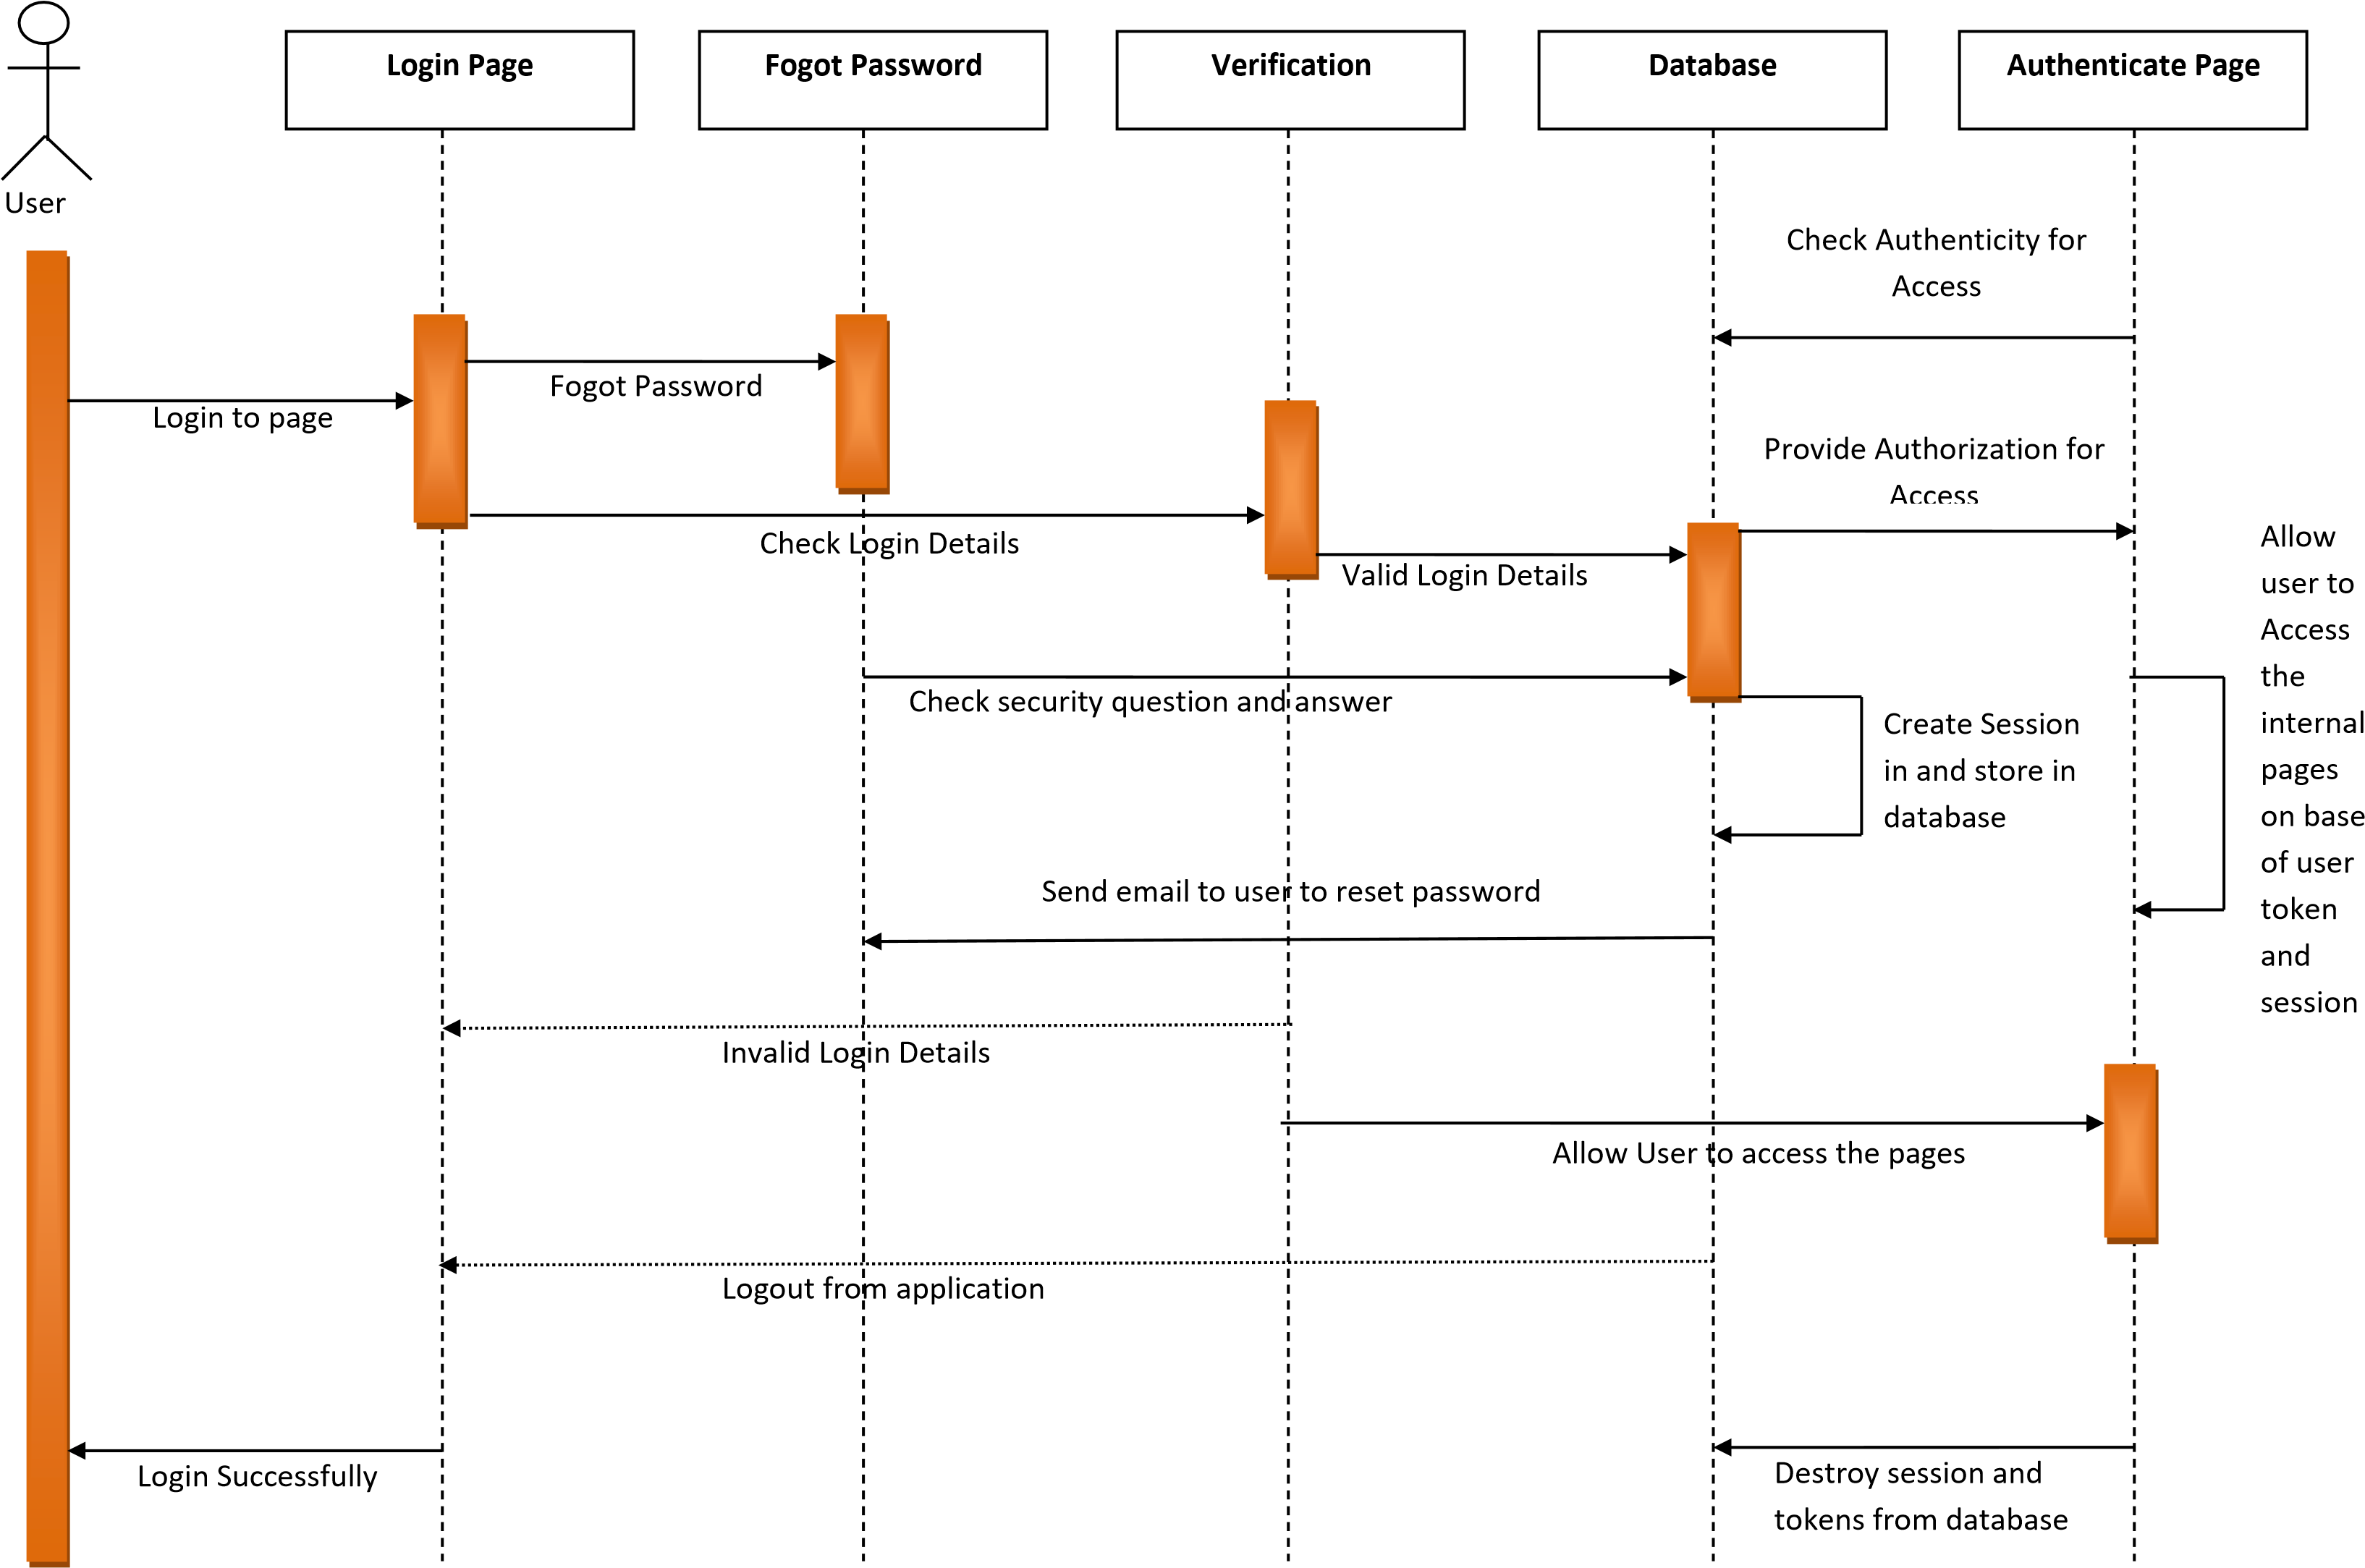 Login Page
Fogot Password
Verification
Database
Authenticate Page
User
Check Authenticity for
Access
Fogot Password
Login to page
Provide Authorization for
Access
Check Login Details
Valid Login Details
Allow
user to
Access
the
internal
pages
on base
of user
token
and
session
Check security question and answer
Create Session
in and store in
database
Send email to user to reset password
Invalid Login Details
Allow User to access the pages
Logout from application
Login Successfully
Destroy session and
tokens from database